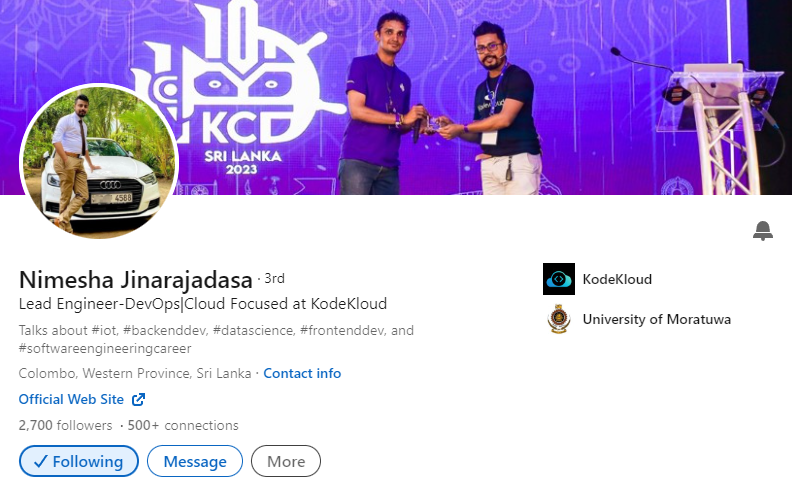 KCD
SRI LANKA
2023
4588
Nimesha Jinarajadasa · 3rd
Lead Engineer-DevOps|Cloud Focused at KodeKloud
Talks about #iot, #backenddev, #datascience, #frontenddev, and
#softwareengineeringcareer
Colombo, Western Province, Sri Lanka · Contact info
Official Web Site
2,700 followers · 500+ connections
✓ Following
Message
More
KodeKloud
University of Moratuwa